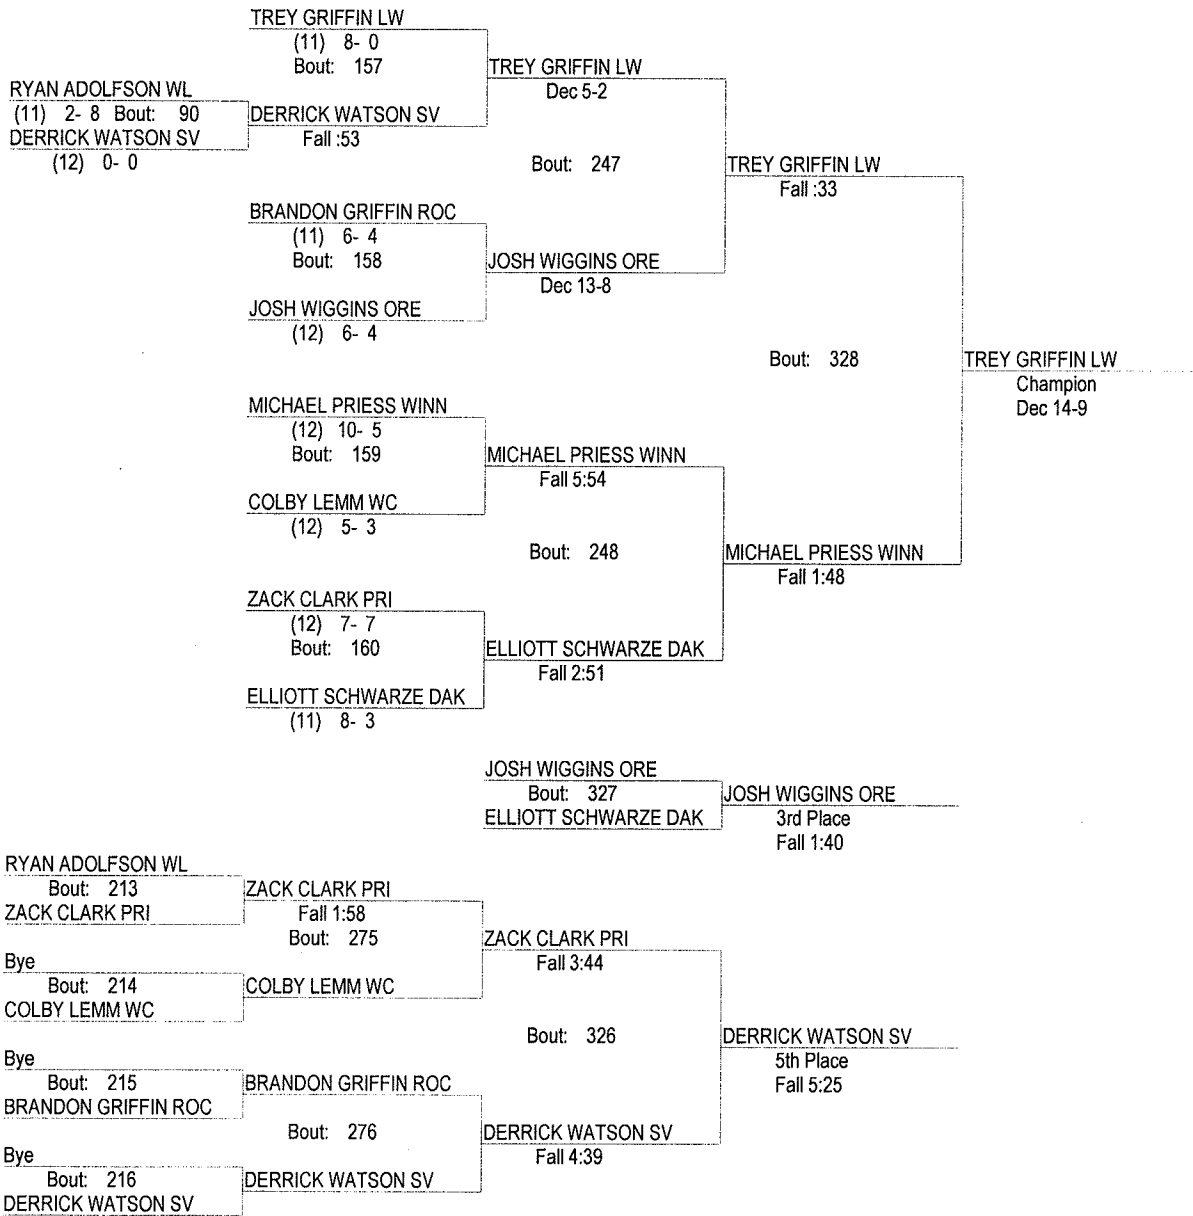 TREY GRIFFIN LW
(11) 8- 0
Bout: 157
TREY GRIFFIN LW
Dec 5-2
RYAN ADOLFSON WL
(11) 2- 8 Bout: 90
DERRICK WATSON SV
(12) 0- 0
DERRICK WATSON SV
Fall :53
Bout: 247
TREY GRIFFIN LW
Fall :33
BRANDON GRIFFIN ROC
(11) 6- 4
Bout: 158
JOSH WIGGINS ORE
Dec 13-8
JOSH WIGGINS ORE
(12) 6- 4
Bout: 328
TREY GRIFFIN LW
Champion
Dec 14-9
MICHAEL PRIESS WINN
(12) 10- 5
Bout: 159
MICHAEL PRIESS WINN
Fall 5:54
COLBY LEMM WC
(12) 5- 3
Bout: 248
MICHAEL PRIESS WINN
Fall 1:48
ZACK CLARK PRI
(12) 7- 7
Bout: 160
ELLIOTT SCHWARZE DAK
Fall 2:51
ELLIOTT SCHWARZE DAK
(11) 8- 3
JOSH WIGGINS ORE
Bout: 327
ELLIOTT SCHWARZE DAK
JOSH WIGGINS ORE
3rd Place
Fall 1:40
RYAN ADOLFSON WL
Bout: 213
ZACK CLARK PRI
ZACK CLARK PRI
Fall 1:58
Bout: 275
ZACK CLARK PRI
Fall 3:44
Bye
Bout: 214
COLBY LEMM WC
COLBY LEMM WC
Bout: 326
DERRICK WATSON SV
5th Place
Fall 5:25
Bye
Bout: 215
BRANDON GRIFFIN ROC
BRANDON GRIFFIN ROC
Bout: 276
DERRICK WATSON SV
Fall 4:39
Bye
Bout: 216
DERRICK WATSON SV
DERRICK WATSON SV